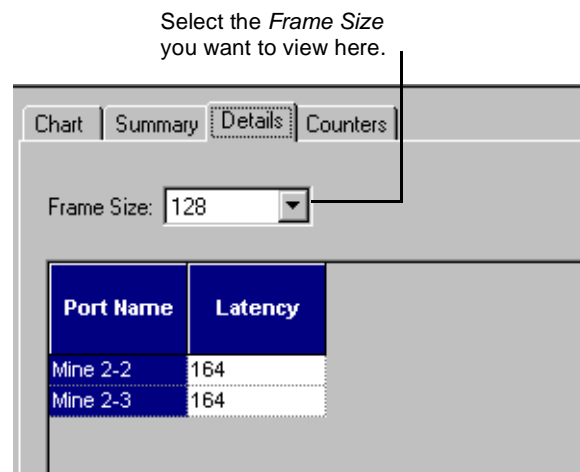 Select the Frame Size
you want to view here.
Chart Summary Details Counters
Frame Size: 128
Port Name Latency
Mine 2-2 164
Mine 2-3 164